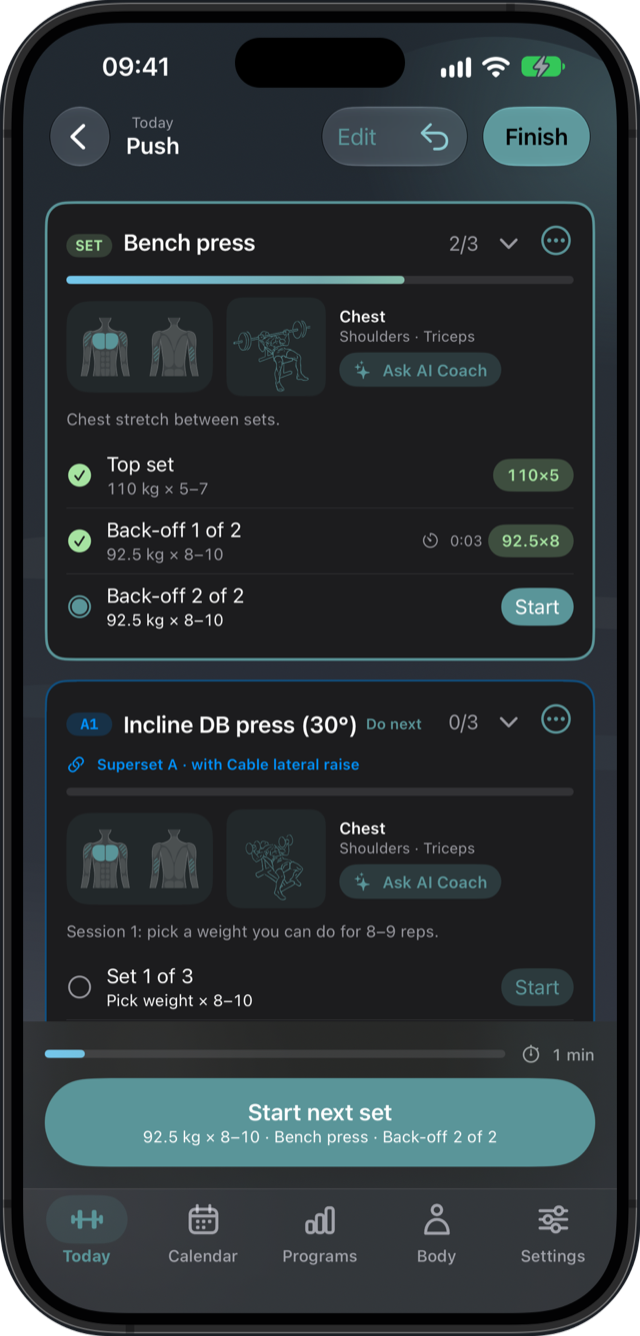 09:41
Today
Push
Edit
Finish
SET Bench press 2/3
Chest
Shoulders · Triceps
Ask AI Coach
Chest stretch between sets.
Top set
110 kg × 5–7
110×5
Back-off 1 of 2
92.5 kg × 8–10
0:03 92.5×8
Back-off 2 of 2
92.5 kg × 8–10
Start
A1 Incline DB press (30°) Do next 0/3
Superset A · with Cable lateral raise
Chest
Shoulders · Triceps
Ask AI Coach
Session 1: pick a weight you can do for 8–9 reps.
Set 1 of 3
Pick weight × 8–10
Start
1 min
Start next set
92.5 kg × 8–10 · Bench press · Back-off 2 of 2
Today Calendar Programs Body Settings